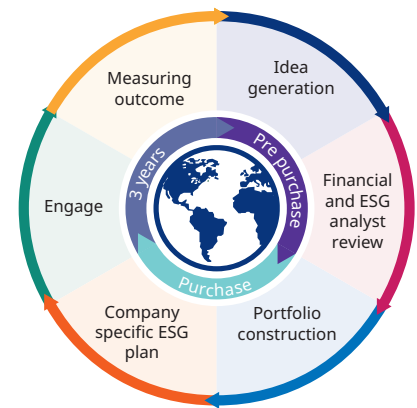 Idea
generation
Financial
and ESG
analyst
review
Portfolio
construction
Company
specific ESG
plan
Engage
Measuring
outcome
Pre purchase
Purchase
3 years